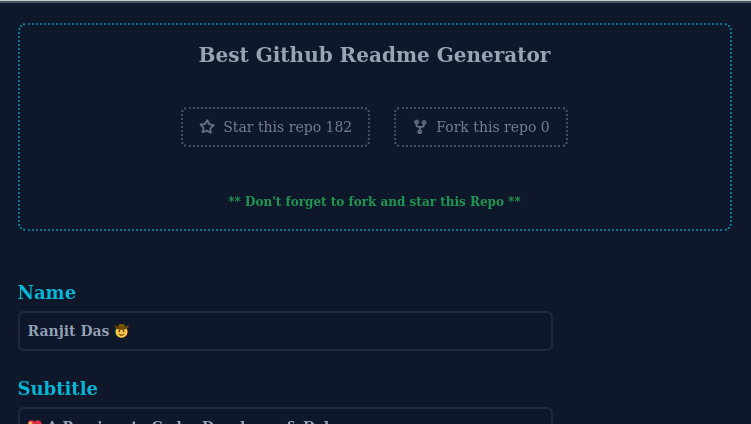 Best Github Readme Generator
Star this repo 182
Fork this repo 0
** Don't forget to fork and star this Repo **
Name
Ranjit Das 🤠
Subtitle